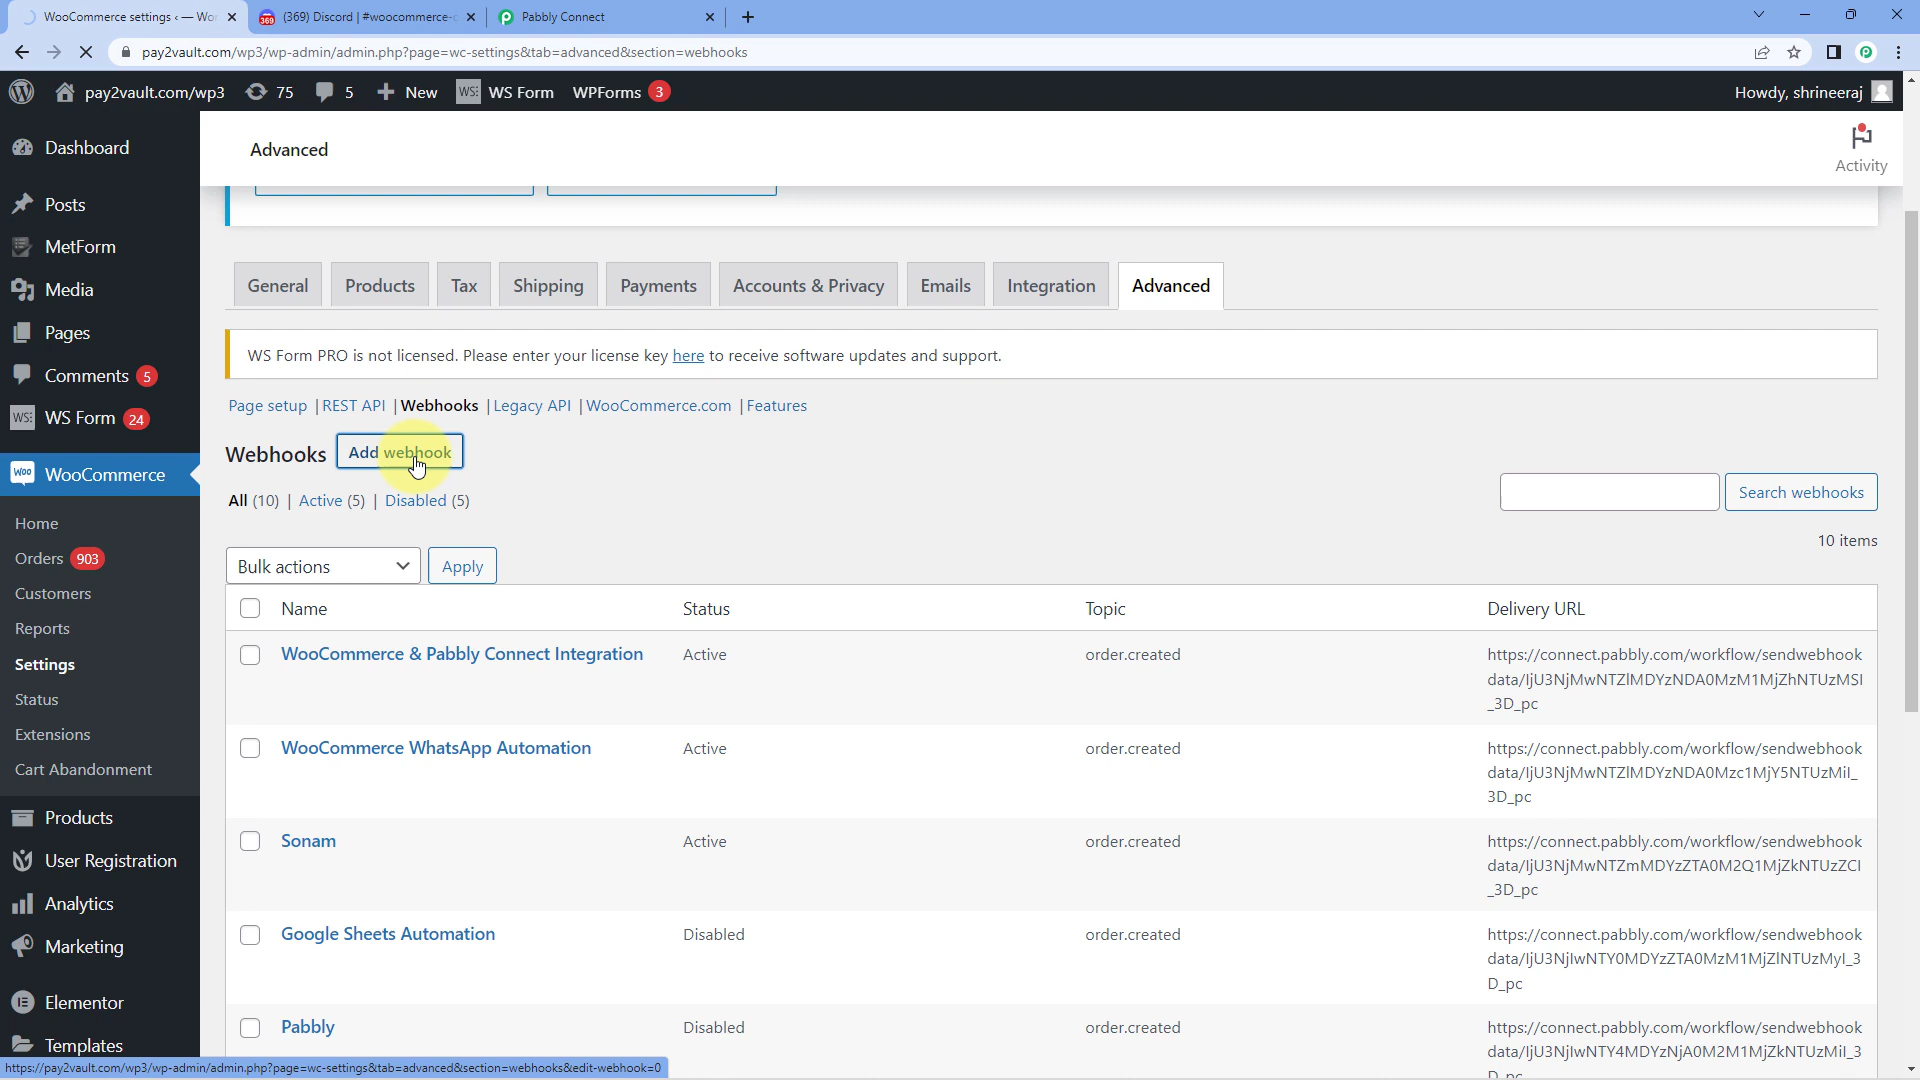 WooCommerce settings ‹ — Wor
(369) Discord | #woocommerce-c
Pabbly Connect
pay2vault.com/wp3/wp-admin/admin.php?page=wc-settings&tab=advanced&section=webhooks
pay2vault.com/wp3
75
5
New
WS Form
WPForms
3
Howdy, shrineeraj
Dashboard
Posts
MetForm
Media
Pages
Comments 5
WS Form 24
WooCommerce
Home
Orders 903
Customers
Reports
Settings
Status
Extensions
Cart Abandonment
Products
User Registration
Analytics
Marketing
Elementor
Templates
Advanced
Activity
General
Products
Tax
Shipping
Payments
Accounts & Privacy
Emails
Integration
Advanced
WS Form PRO is not licensed. Please enter your license key here to receive software updates and support.
Page setup | REST API | Webhooks | Legacy API | WooCommerce.com | Features
Webhooks
Add webhook
All (10) | Active (5) | Disabled (5)
Search webhooks
10 items
Bulk actions
Apply
Name
Status
Topic
Delivery URL
WooCommerce & Pabbly Connect Integration
Active
order.created
https://connect.pabbly.com/workflow/sendwebhook
data/IjU3NjMwNTZlMDYzNDA0MzM1MjZhNTUzMSI
_3D_pc
WooCommerce WhatsApp Automation
Active
order.created
https://connect.pabbly.com/workflow/sendwebhook
data/IjU3NjMwNTZlMDYzNDA0Mzc1MjY5NTUzMiI_
3D_pc
Sonam
Active
order.created
https://connect.pabbly.com/workflow/sendwebhook
data/IjU3NjMwNTZmMDYzZTA0M2Q1MjZkNTUzZCI
_3D_pc
Google Sheets Automation
Disabled
order.created
https://connect.pabbly.com/workflow/sendwebhook
data/IjU3NjIwNTY0MDYzZTA0MzM1MjZlNTUzMyI_3
D_pc
Pabbly
Disabled
order.created
https://connect.pabbly.com/workflow/sendwebhook
data/IjU3NjIwNTY4MDYzNjA0M2M1MjZkNTUzMiI_3
D_pc
https://pay2vault.com/wp3/wp-admin/admin.php?page=wc-settings&tab=advanced&section=webhooks&edit-webhook=0